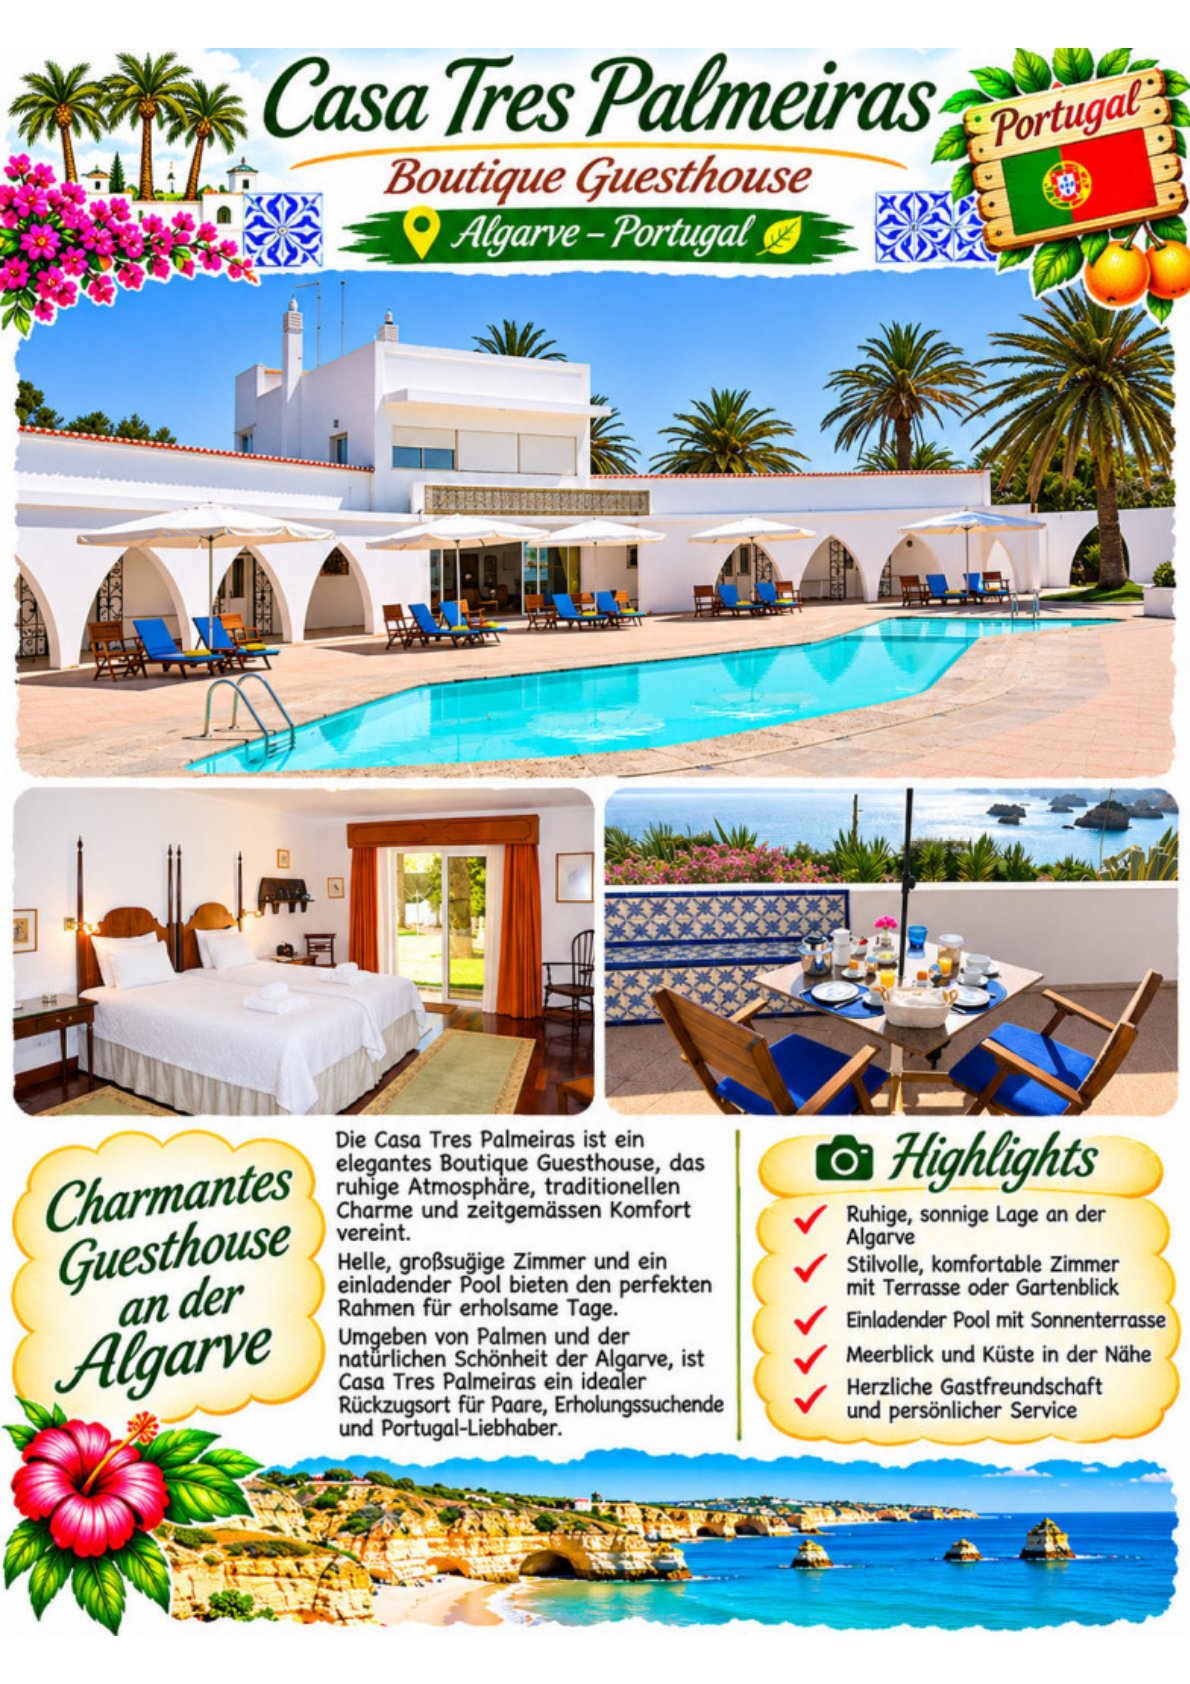 Casa Tres Palmeiras
Portugal
Boutique Guesthouse
Algarve – Portugal
Charmantes
Guesthouse
an der
Algarve
Die Casa Tres Palmeiras ist ein
elegantes Boutique Guesthouse, das
ruhige Atmosphäre, traditionellen
Charme und zeitgemässen Komfort
vereint.
Helle, großsuğige Zimmer und ein
einladender Pool bieten den perfekten
Rahmen für erholsame Tage.
Umgeben von Palmen und der
natürlichen Schönheit der Algarve, ist
Casa Tres Palmeiras ein idealer
Rückzugsort für Paare, Erholungssuchende
und Portugal-Liebhaber.
Highlights
Ruhige, sonnige Lage an der
Algarve
Stilvolle, komfortable Zimmer
mit Terrasse oder Gartenblick
Einladender Pool mit Sonnenterrasse
Meerblick und Küste in der Nähe
Herzliche Gastfreundschaft
und persönlicher Service